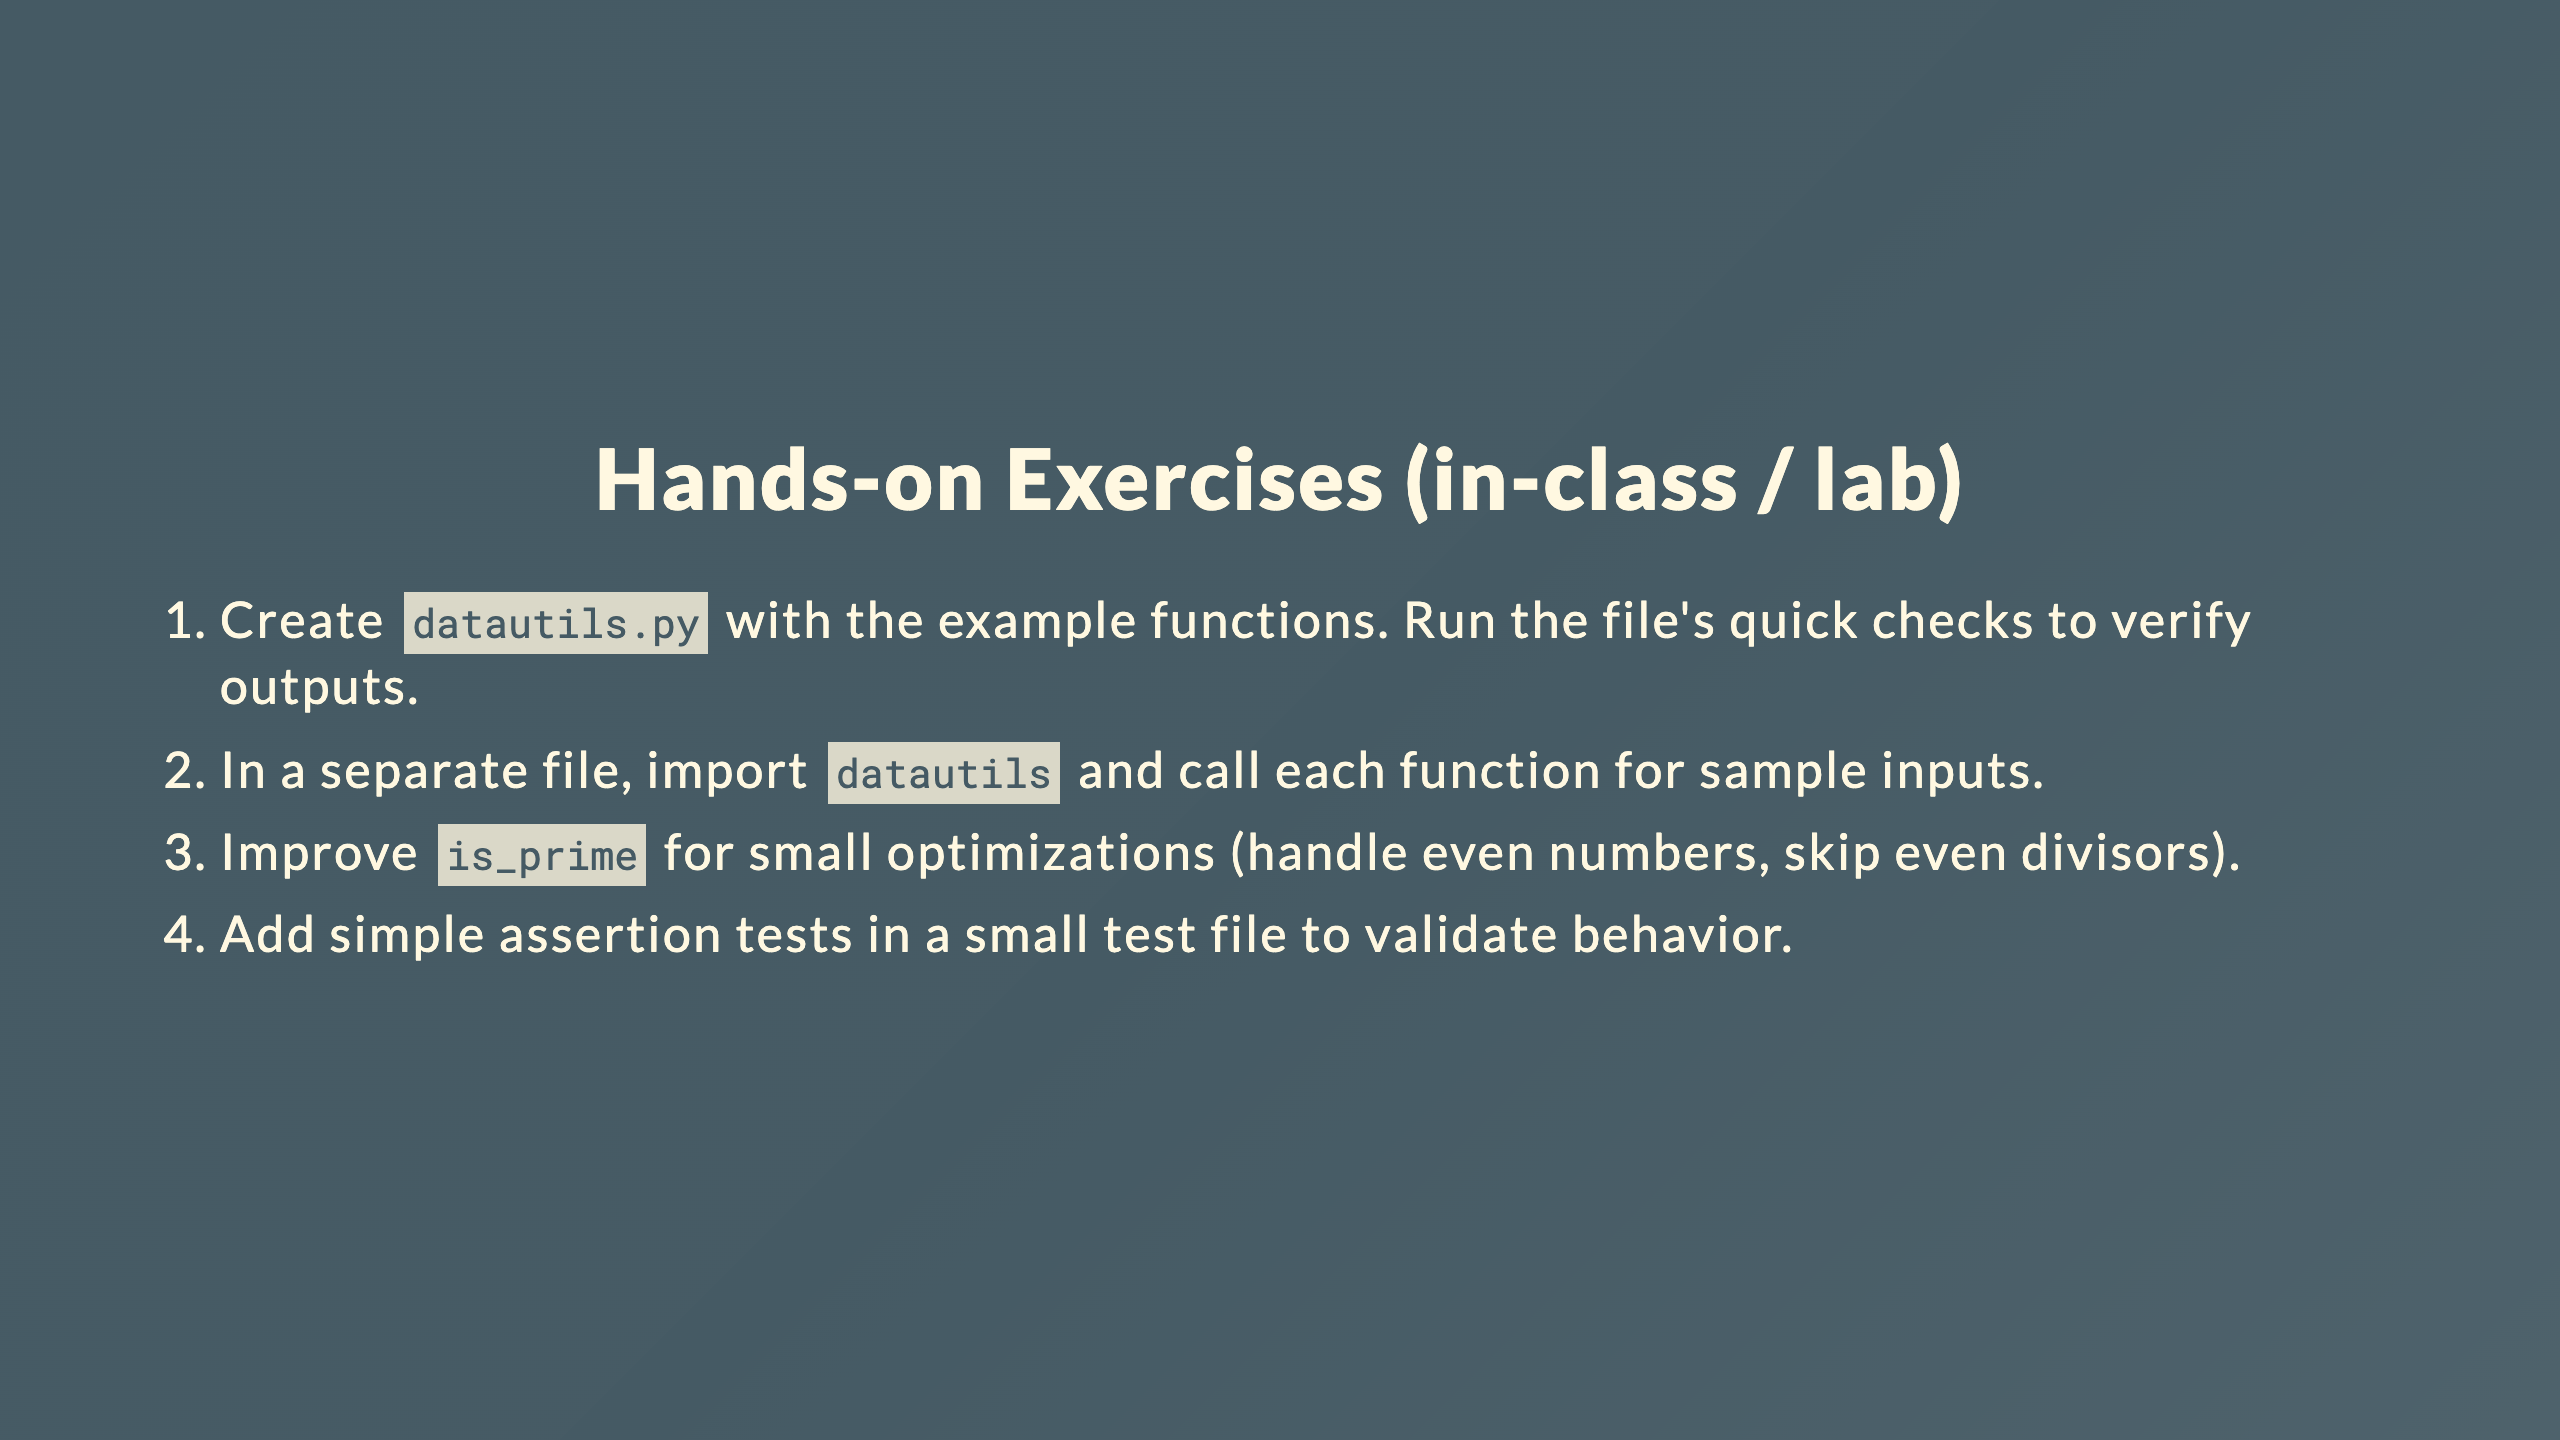 Hands-on Exercises (in-class / lab)
1. Create datautils.py with the example functions. Run the file's quick checks to verify
outputs.
2. In a separate file, import datautils and call each function for sample inputs.
3. Improve is_prime for small optimizations (handle even numbers, skip even divisors).
4. Add simple assertion tests in a small test file to validate behavior.